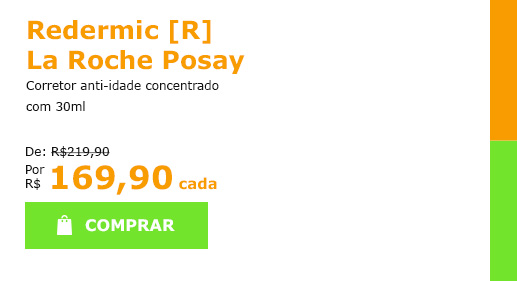 Redermic [R]
La Roche Posay
Corretor anti-idade concentrado
com 30ml
De: R$219,90
Por
R$ 169,90 cada
COMPRAR